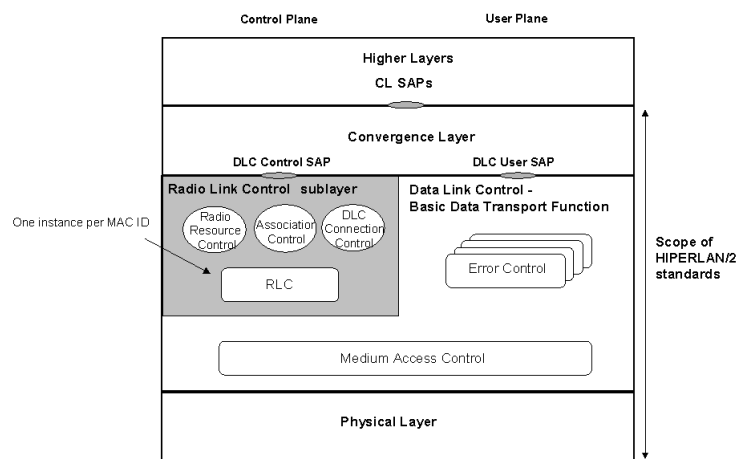 Control Plane
User Plane
Higher Layers
CL SAPs
Convergence Layer
DLC Control SAP
DLC User SAP
Radio Link Control sublayer
Data Link Control -
Basic Data Transport Function
Radio
Resource
Control
Association
Control
DLC
Connection
Control
One instance per MAC ID
RLC
Error Control
Scope of
HIPERLAN/2
standards
Medium Access Control
Physical Layer